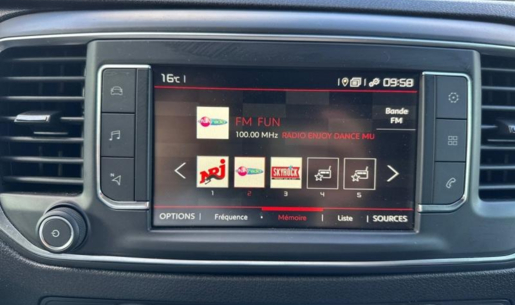 16°C
09:58
FM FUN
100.00 MHz RADIO ENJOY DANCE MU
Bande
FM
NRJ SKYROCK
1 2 3 4 5
OPTIONS Fréquence Mémoire Liste SOURCES